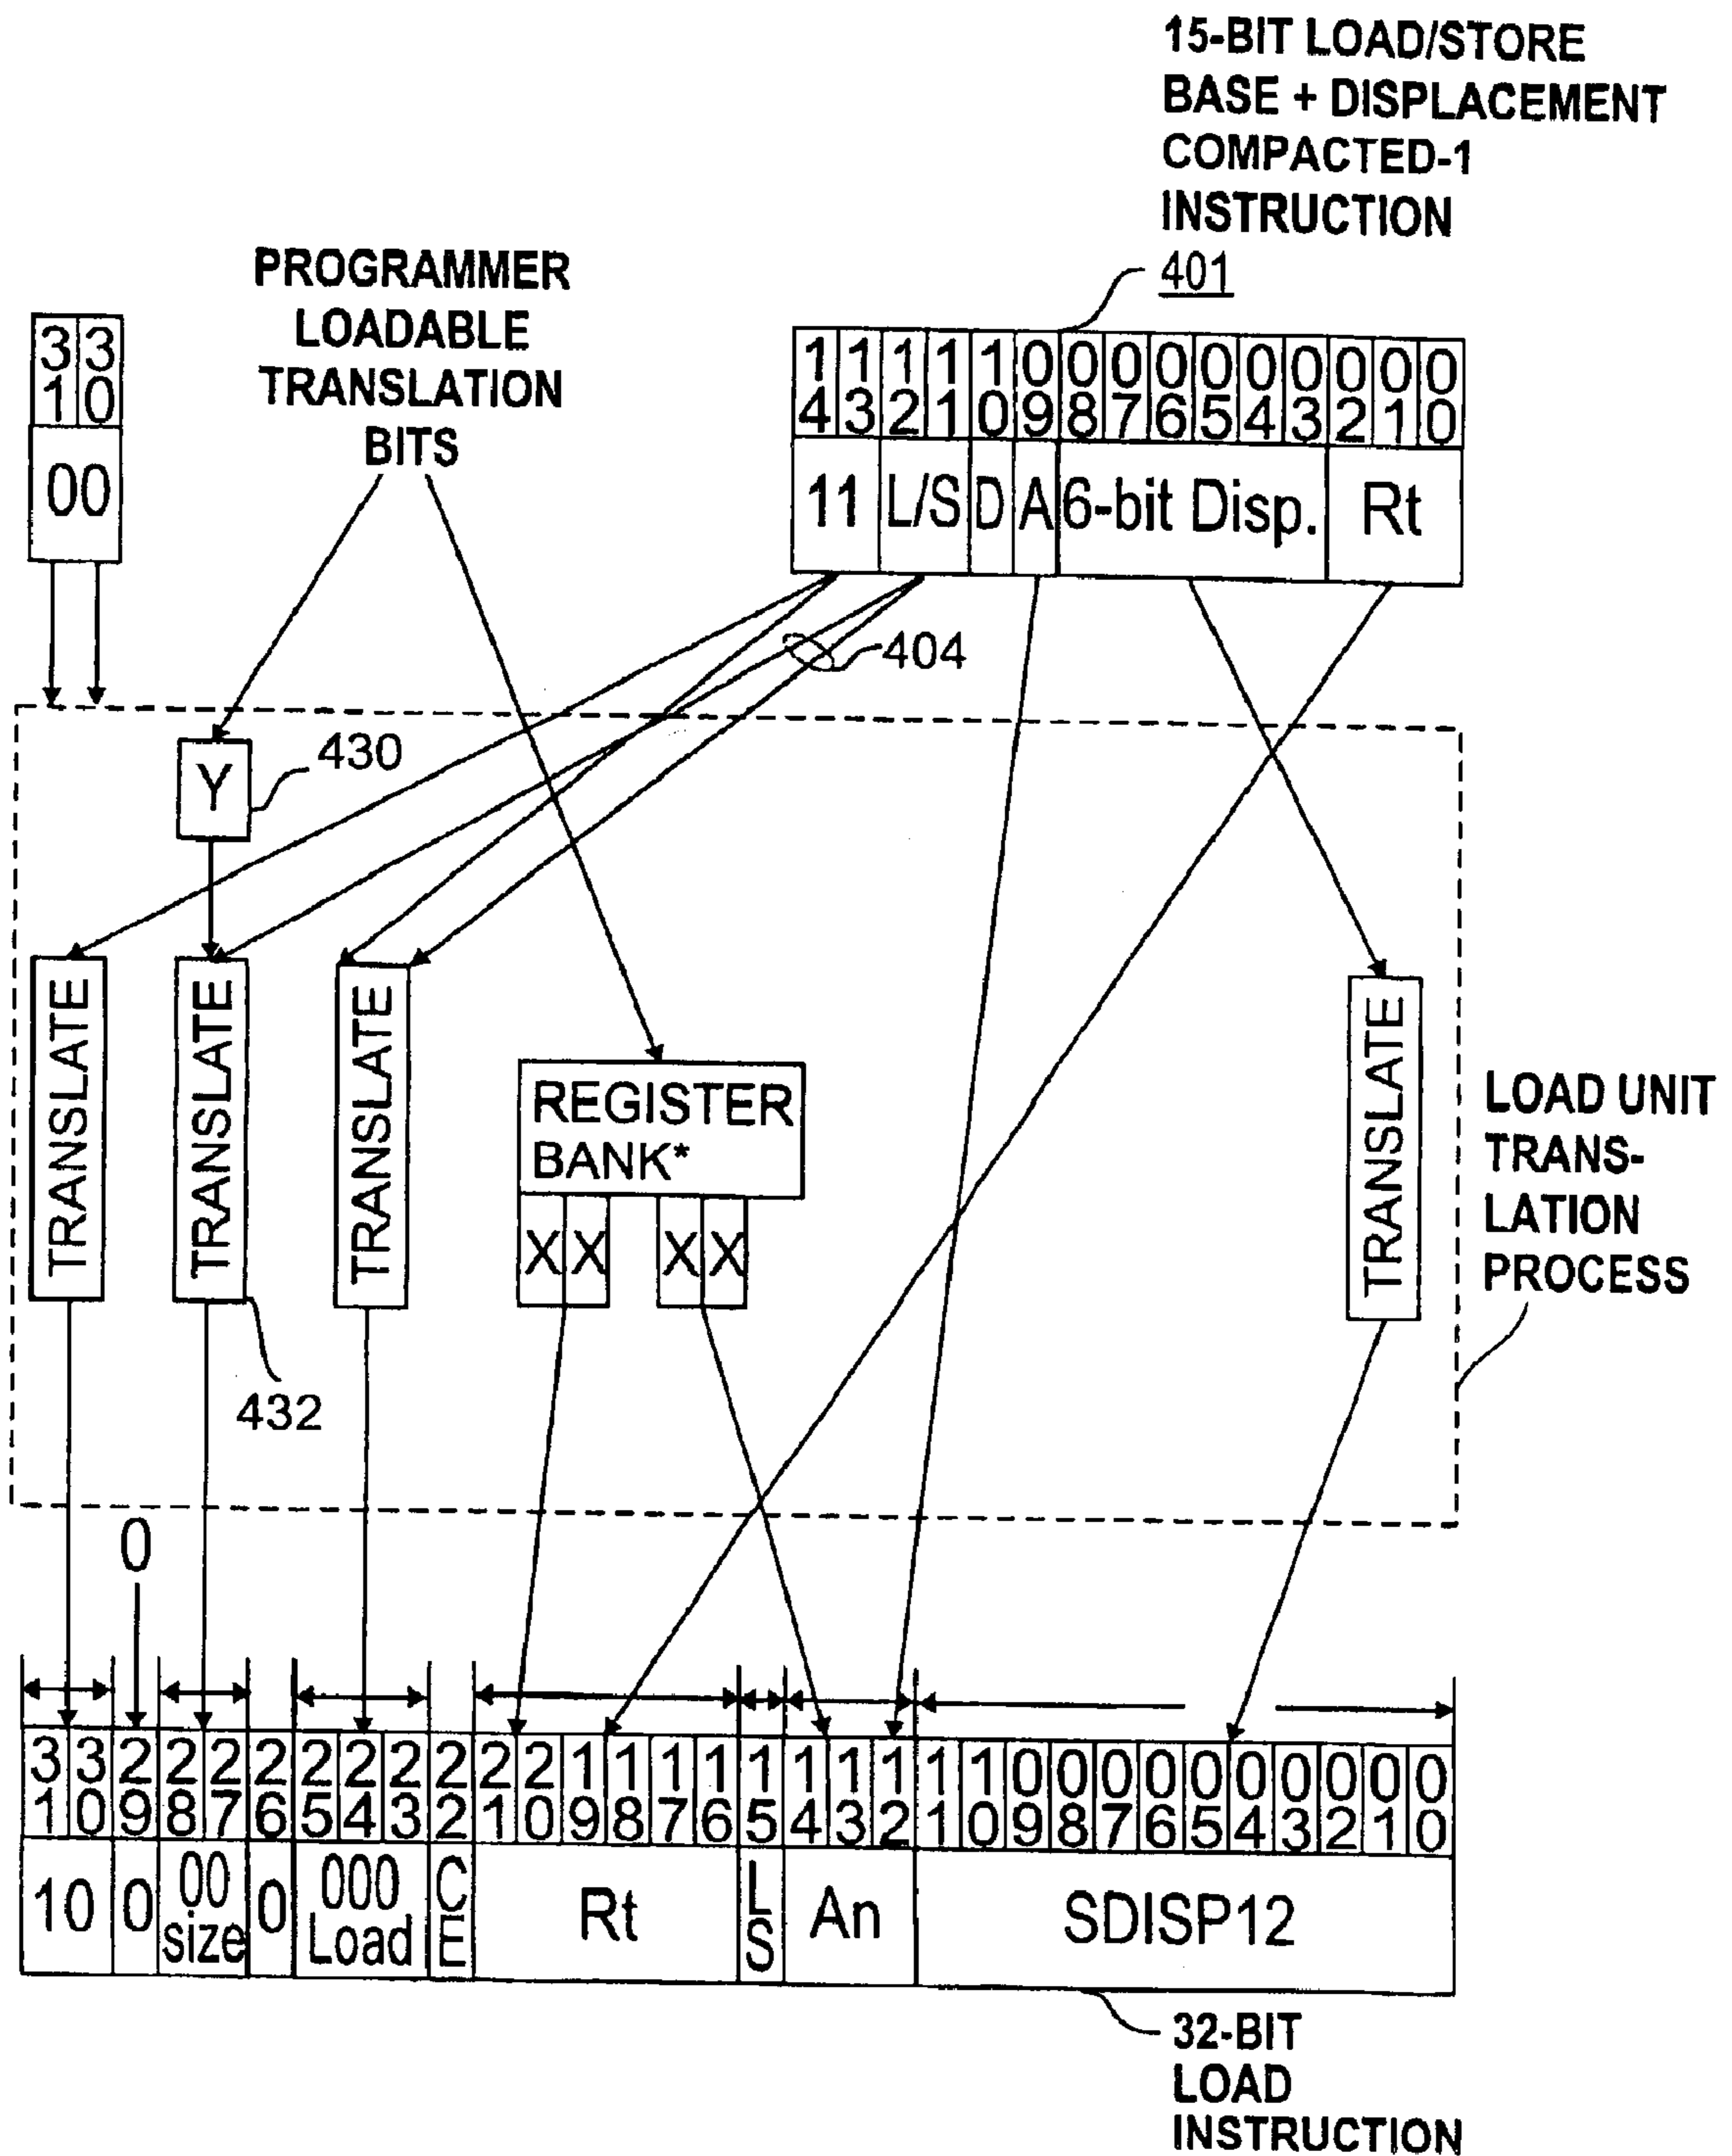 15-BIT LOAD/STORE
BASE + DISPLACEMENT
COMPACTED-1
INSTRUCTION
401
PROGRAMMER
LOADABLE
TRANSLATION
BITS
3 3
1 0
00
1 1 1 1 1 0 0 0 0 0 0 0 0 0 0
4 3 2 1 0 9 8 7 6 5 4 3 2 1 0
11 L/S D A 6-bit Disp. Rt
404
Y
430
TRANSLATE
TRANSLATE
TRANSLATE
REGISTER
BANK*
X X X X
TRANSLATE
432
LOAD UNIT
TRANS-
LATION
PROCESS
0
3 3 2 2 2 2 2 2 2 2 2 2 1 1 1 1 1 1 1 1 1 1 0 0 0 0 0 0 0 0 0 0
1 0 9 8 7 6 5 4 3 2 1 0 9 8 7 6 5 4 3 2 1 0 9 8 7 6 5 4 3 2 1 0
10 0 00 size 0 000 Load CE Rt LS An SDISP12
32-BIT
LOAD
INSTRUCTION